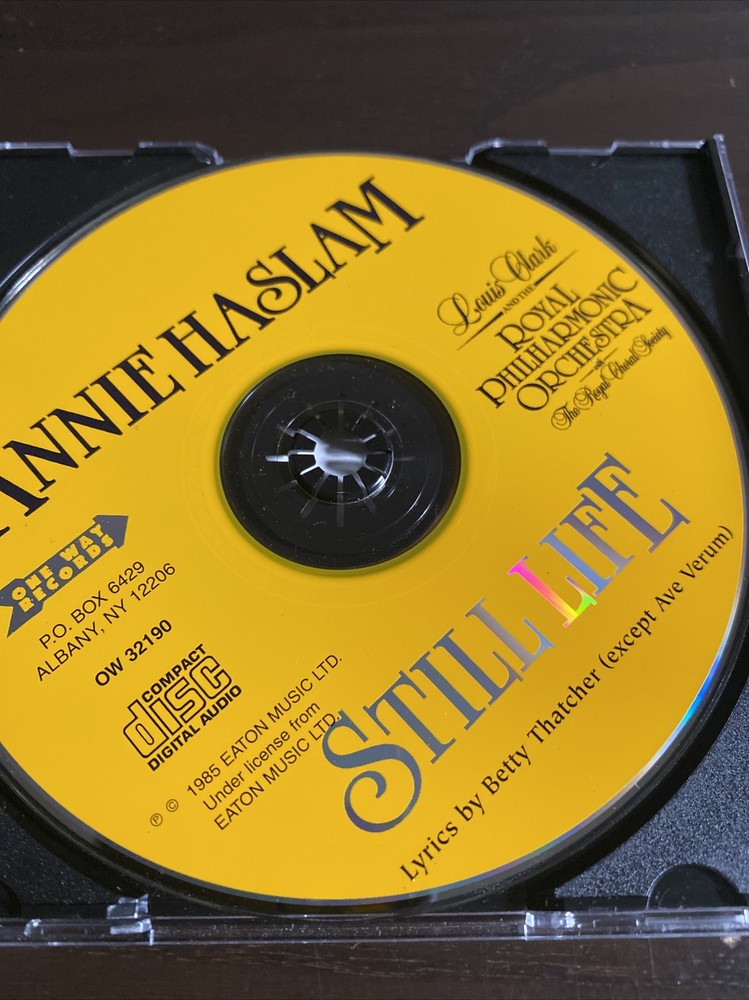 ANNIE HASLAM
Louis Clark
AND THE
ROYAL
PHILHARMONIC
ORCHESTRA
with
The Royal Choral Society
ONE WAY
RECORDS
P.O. BOX 6429
ALBANY, NY 12206
OW 32190
COMPACT
disc
DIGITAL AUDIO
℗ © 1985 EATON MUSIC LTD.
Under license from
EATON MUSIC LTD.
STILL LIFE
Lyrics by Betty Thatcher (except Ave Verum)